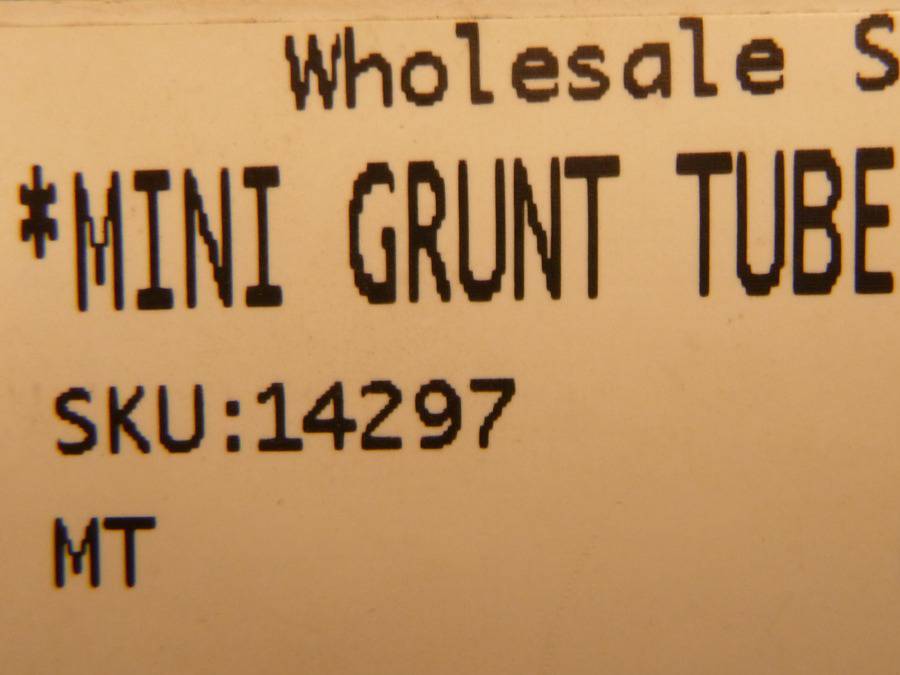 Wholesale S
*MINI GRUNT TUBE
SKU:14297
MT